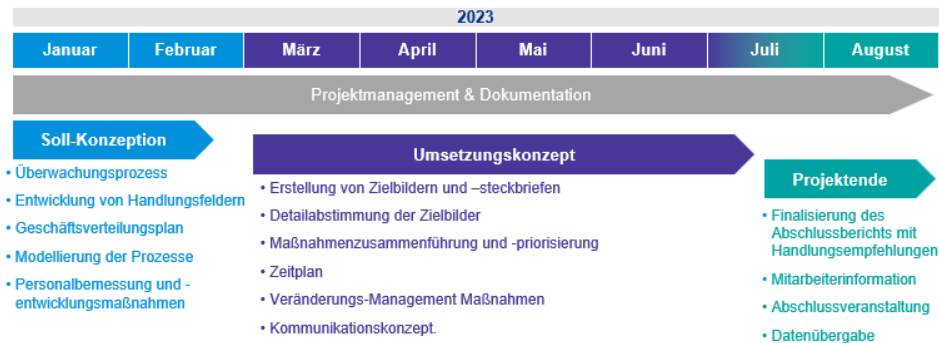 2023
Januar Februar März April Mai Juni Juli August
Projektmanagement & Dokumentation
Soll-Konzeption
• Überwachungsprozess
• Entwicklung von Handlungsfeldern
• Geschäftsverteilungsplan
• Modellierung der Prozesse
• Personalbemessung und -
entwicklungsmaßnahmen
Umsetzungskonzept
• Erstellung von Zielbildern und –steckbriefen
• Detailabstimmung der Zielbilder
• Maßnahmenzusammenführung und -priorisierung
• Zeitplan
• Veränderungs-Management Maßnahmen
• Kommunikationskonzept.
Projektende
• Finalisierung des
Abschlussberichts mit
Handlungsempfehlungen
• Mitarbeiterinformation
• Abschlussveranstaltung
• Datenübergabe